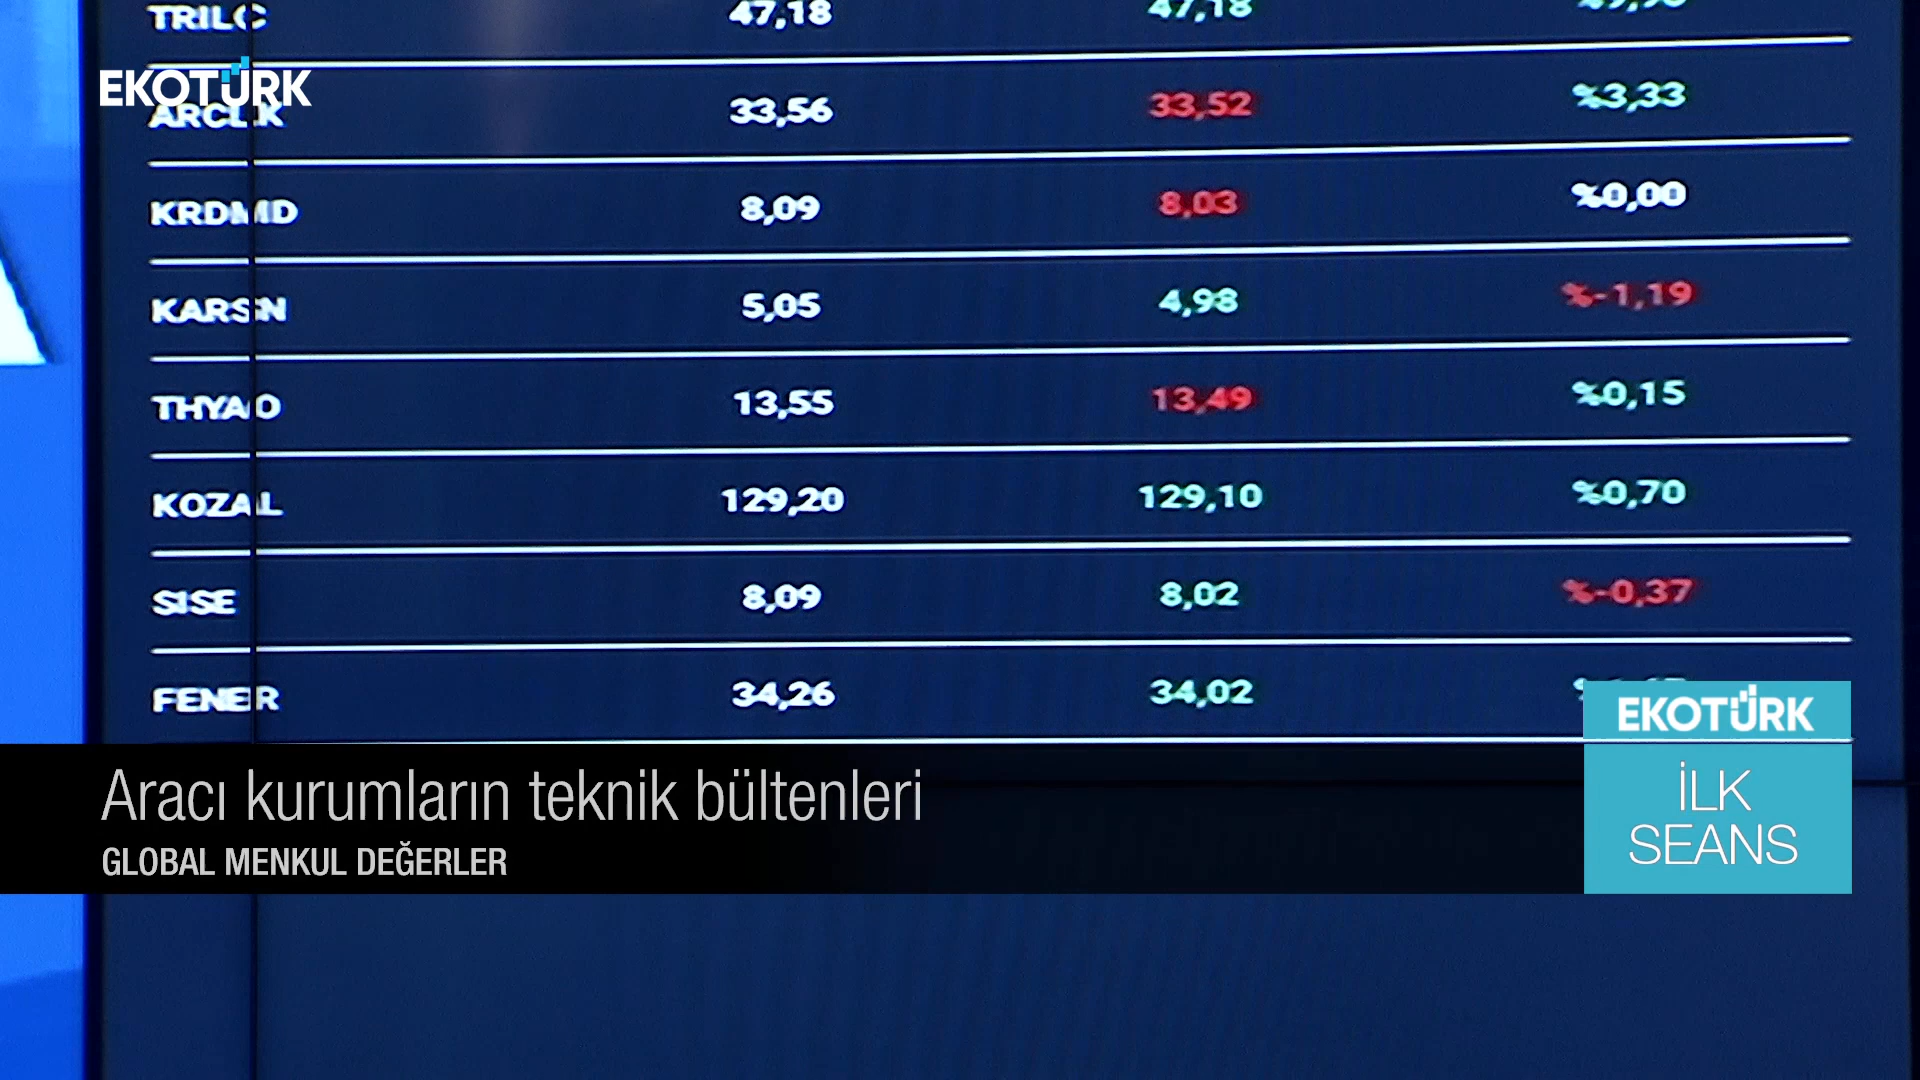 TRILC 47,18 47,18
EKOTÜRK
ARCLK 33,56 33,52 %3,33
KRDMD 8,09 8,03 %0,00
KARSN 5,05 4,98 %-1,19
THYAO 13,55 13,49 %0,15
KOZAL 129,20 129,10 %0,70
SISE 8,09 8,02 %-0,37
FENER 34,26 34,02
EKOTÜRK
Aracı kurumların teknik bültenleri
GLOBAL MENKUL DEĞERLER
İLK
SEANS